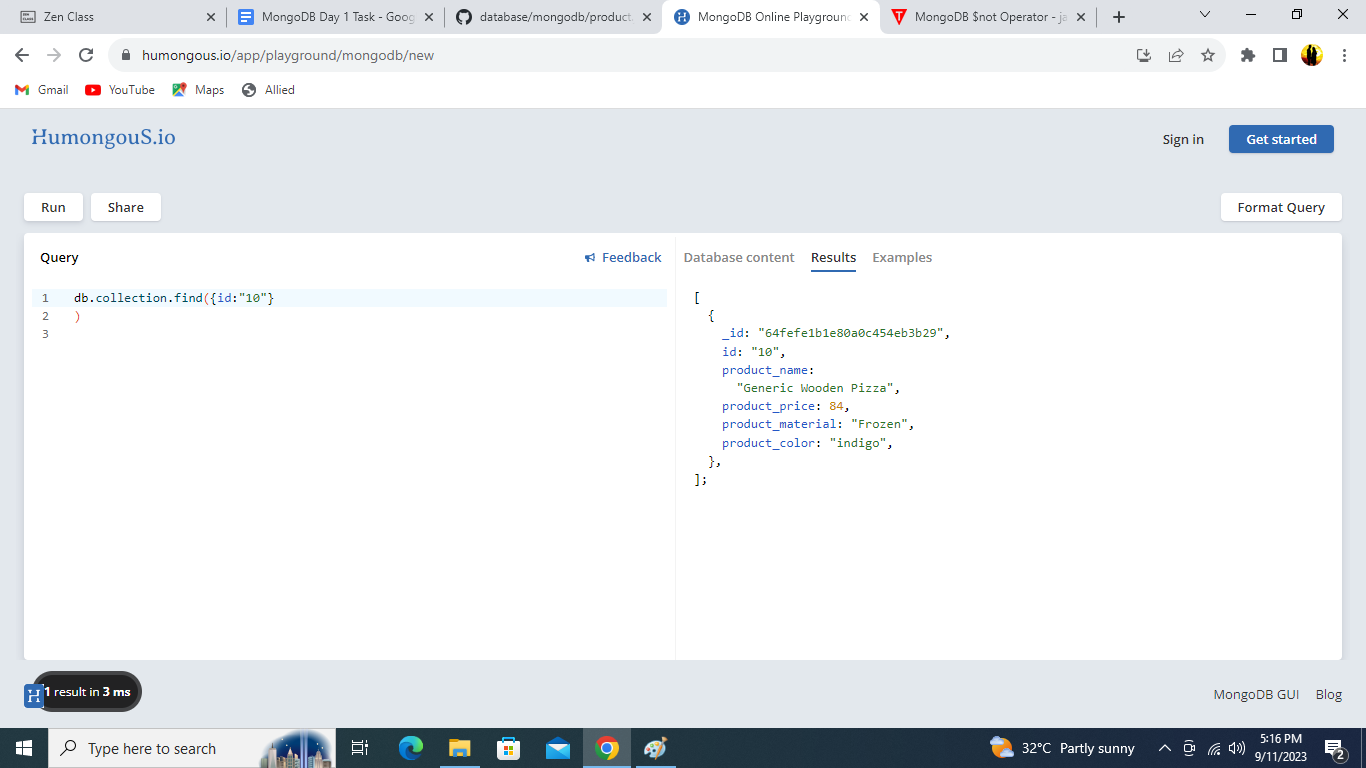 Zen Class
MongoDB Day 1 Task - Goog
database/mongodb/product.
MongoDB Online Playground
MongoDB $not Operator - ja
humongous.io/app/playground/mongodb/new
Gmail
YouTube
Maps
Allied
HumongouS.io
Sign in
Get started
Run
Share
Format Query
Query
Feedback
Database content
Results
Examples
1 db.collection.find({id:"10"}
2 )
3
[
{
_id: "64fefe1b1e80a0c454eb3b29",
id: "10",
product_name:
"Generic Wooden Pizza",
product_price: 84,
product_material: "Frozen",
product_color: "indigo",
},
];
1 result in 3 ms
MongoDB GUI
Blog
Type here to search
32°C Partly sunny
5:16 PM
9/11/2023
2